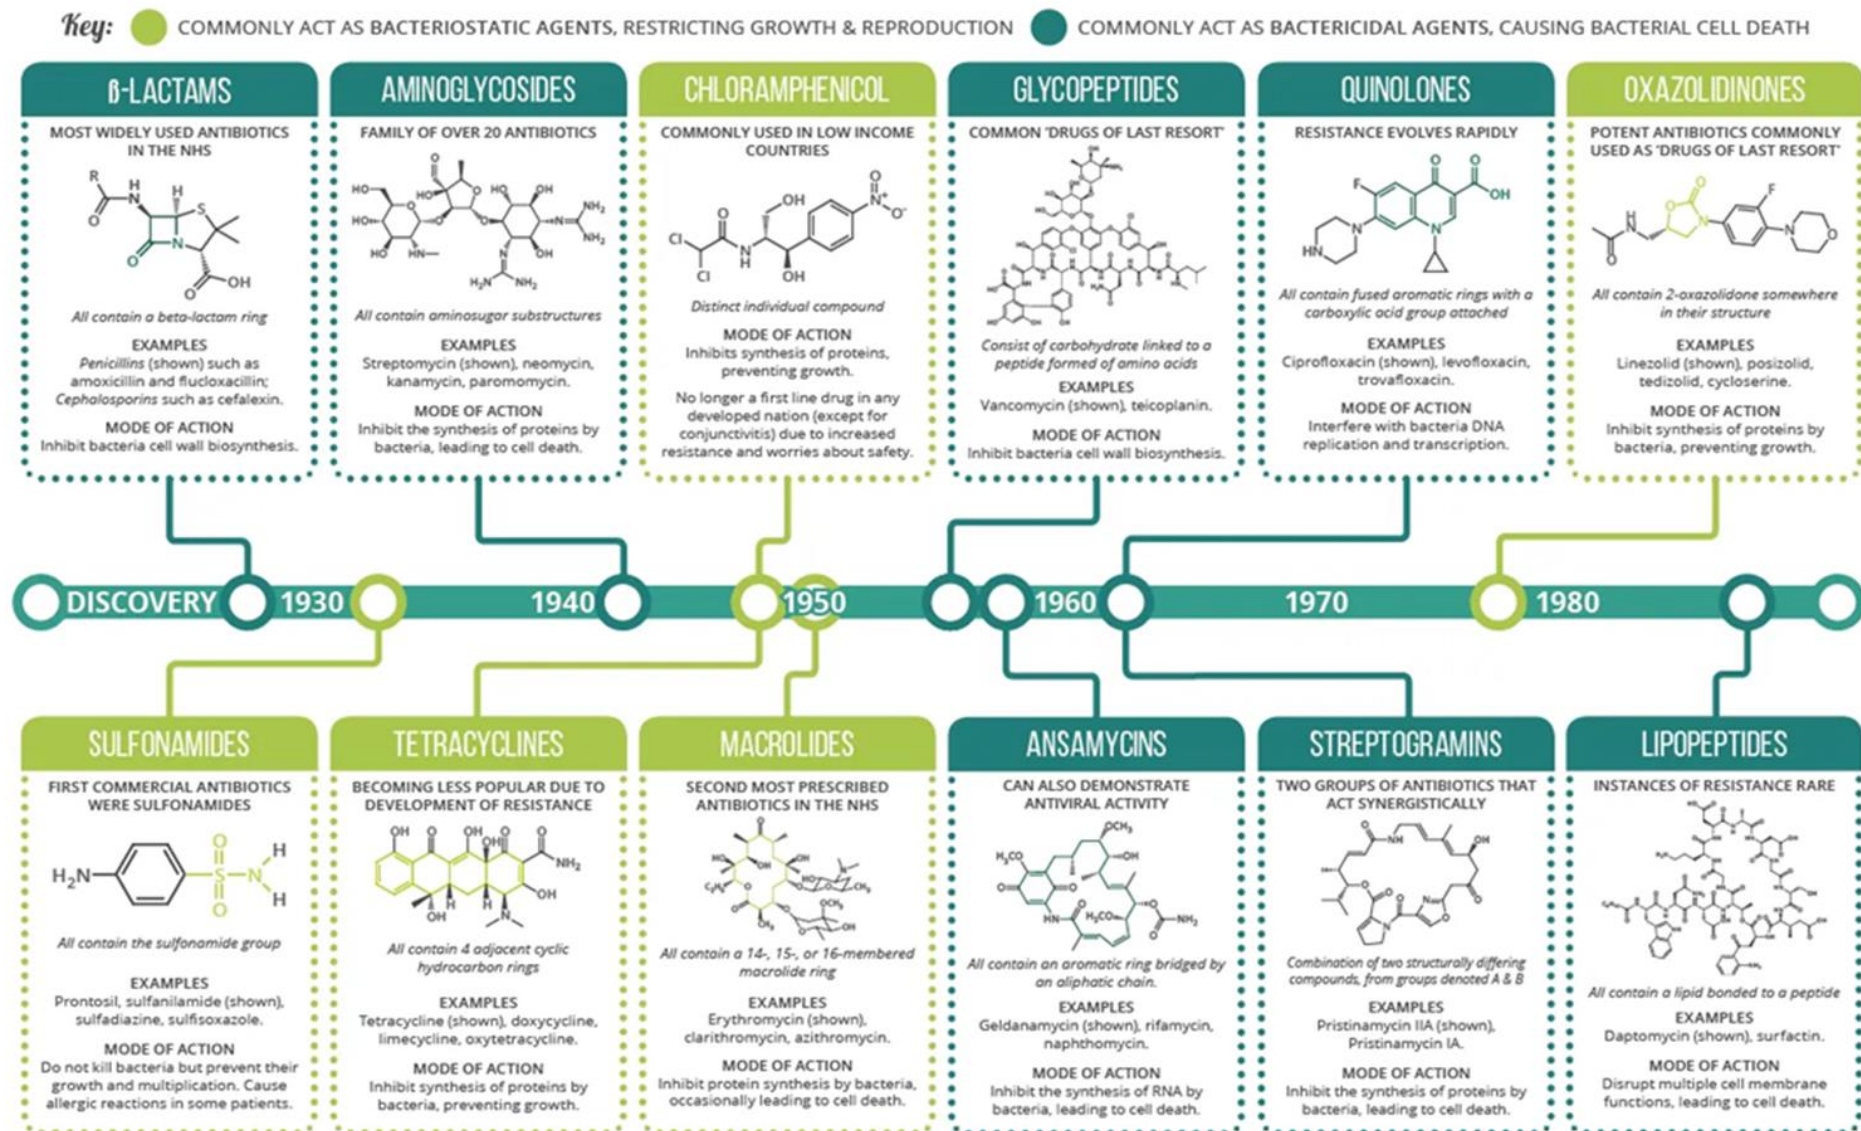 Key: COMMONLY ACT AS BACTERIOSTATIC AGENTS, RESTRICTING GROWTH & REPRODUCTION COMMONLY ACT AS BACTERICIDAL AGENTS, CAUSING BACTERIAL CELL DEATH
ß-LACTAMS
MOST WIDELY USED ANTIBIOTICS
IN THE NHS
R
H
N
H
S
O
N
O
OH
O
All contain a beta-lactam ring
EXAMPLES
Penicillins (shown) such as
amoxicillin and flucloxacillin;
Cephalosporins such as cefalexin.
MODE OF ACTION
Inhibit bacteria cell wall biosynthesis.
AMINOGLYCOSIDES
FAMILY OF OVER 20 ANTIBIOTICS
All contain aminosugar substructures
EXAMPLES
Streptomycin (shown), neomycin,
kanamycin, paromomycin.
MODE OF ACTION
Inhibit the synthesis of proteins by
bacteria, leading to cell death.
CHLORAMPHENICOL
COMMONLY USED IN LOW INCOME
COUNTRIES
Cl
Cl
O
N
H
OH
OH
O
N+
O-
Distinct individual compound
MODE OF ACTION
Inhibits synthesis of proteins,
preventing growth.
No longer a first line drug in any
developed nation (except for
conjunctivitis) due to increased
resistance and worries about safety.
GLYCOPEPTIDES
COMMON 'DRUGS OF LAST RESORT'
Consist of carbohydrate linked to a
peptide formed of amino acids
EXAMPLES
Vancomycin (shown), teicoplanin.
MODE OF ACTION
Inhibit bacteria cell wall biosynthesis.
QUINOLONES
RESISTANCE EVOLVES RAPIDLY
O
O
F
OH
N
N
HN
All contain fused aromatic rings with a
carboxylic acid group attached
EXAMPLES
Ciprofloxacin (shown), levofloxacin,
trovafloxacin.
MODE OF ACTION
Interfere with bacteria DNA
replication and transcription.
OXAZOLIDINONES
POTENT ANTIBIOTICS COMMONLY
USED AS 'DRUGS OF LAST RESORT'
O
O
F
H
N
N
N
O
O
All contain 2-oxazolidone somewhere
in their structure
EXAMPLES
Linezolid (shown), posizolid,
tedizolid, cycloserine.
MODE OF ACTION
Inhibit synthesis of proteins by
bacteria, preventing growth.
DISCOVERY 1930 1940 1950 1960 1970 1980
SULFONAMIDES
FIRST COMMERCIAL ANTIBIOTICS
WERE SULFONAMIDES
H2N
O
S
O
N
H
H
All contain the sulfonamide group
EXAMPLES
Prontosil, sulfanilamide (shown),
sulfadiazine, sulfisoxazole.
MODE OF ACTION
Do not kill bacteria but prevent their
growth and multiplication. Cause
allergic reactions in some patients.
TETRACYCLINES
BECOMING LESS POPULAR DUE TO
DEVELOPMENT OF RESISTANCE
OH O OH O O
OH
NH2
OH
OH H H
N
All contain 4 adjacent cyclic
hydrocarbon rings
EXAMPLES
Tetracycline (shown), doxycycline,
limecycline, oxytetracycline.
MODE OF ACTION
Inhibit synthesis of proteins by
bacteria, preventing growth.
MACROLIDES
SECOND MOST PRESCRIBED
ANTIBIOTICS IN THE NHS
All contain a 14-, 15-, or 16-membered
macrolide ring
EXAMPLES
Erythromycin (shown),
clarithromycin, azithromycin.
MODE OF ACTION
Inhibit protein synthesis by bacteria,
occasionally leading to cell death.
ANSAMYCINS
CAN ALSO DEMONSTRATE
ANTIVIRAL ACTIVITY
All contain an aromatic ring bridged by
an aliphatic chain.
EXAMPLES
Geldanamycin (shown), rifamycin,
naphthomycin.
MODE OF ACTION
Inhibit the synthesis of RNA by
bacteria, leading to cell death.
STREPTOGRAMINS
TWO GROUPS OF ANTIBIOTICS THAT
ACT SYNERGISTICALLY
Combination of two structurally differing
compounds, from groups denoted A & B
EXAMPLES
Pristinamycin IIA (shown),
Pristinamycin IA.
MODE OF ACTION
Inhibit the synthesis of proteins by
bacteria, leading to cell death.
LIPOPEPTIDES
INSTANCES OF RESISTANCE RARE
All contain a lipid bonded to a peptide
EXAMPLES
Daptomycin (shown), surfactin.
MODE OF ACTION
Disrupt multiple cell membrane
functions, leading to cell death.